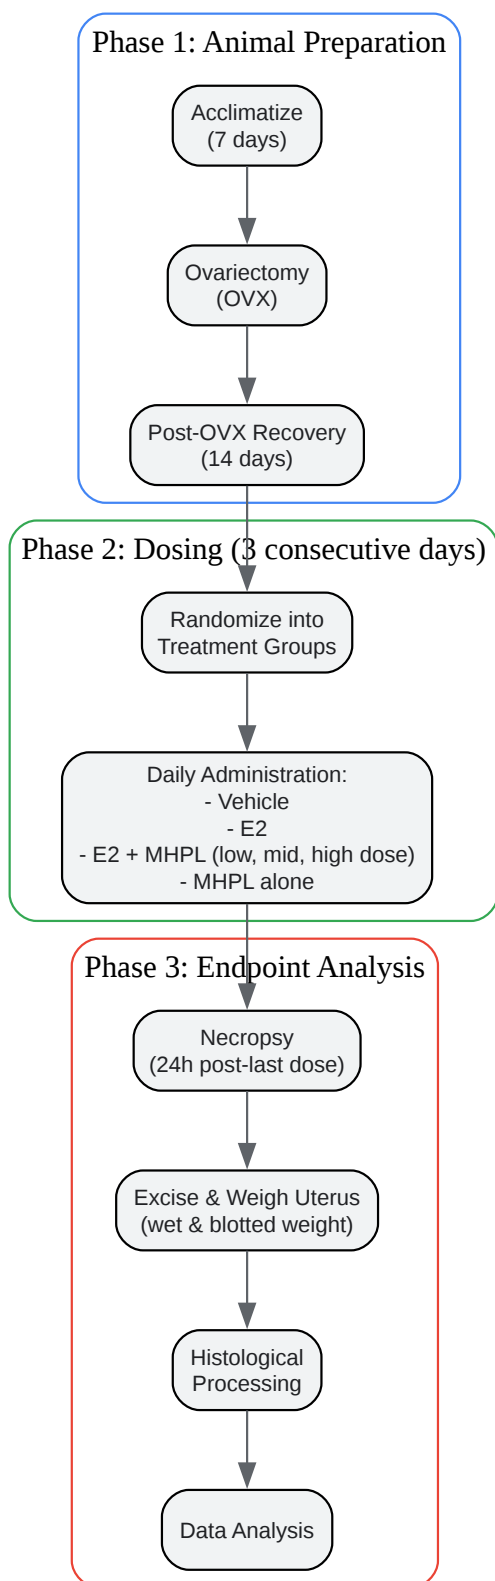 Phase 1: Animal Preparation
Acclimatize
(7 days)
Ovariectomy
(OVX)
Post-OVX Recovery
(14 days)
Phase 2: Dosing (3 consecutive days)
Randomize into
Treatment Groups
Daily Administration:
- Vehicle
- E2
- E2 + MHPL (low, mid, high dose)
- MHPL alone
Phase 3: Endpoint Analysis
Necropsy
(24h post-last dose)
Excise & Weigh Uterus
(wet & blotted weight)
Histological
Processing
Data Analysis